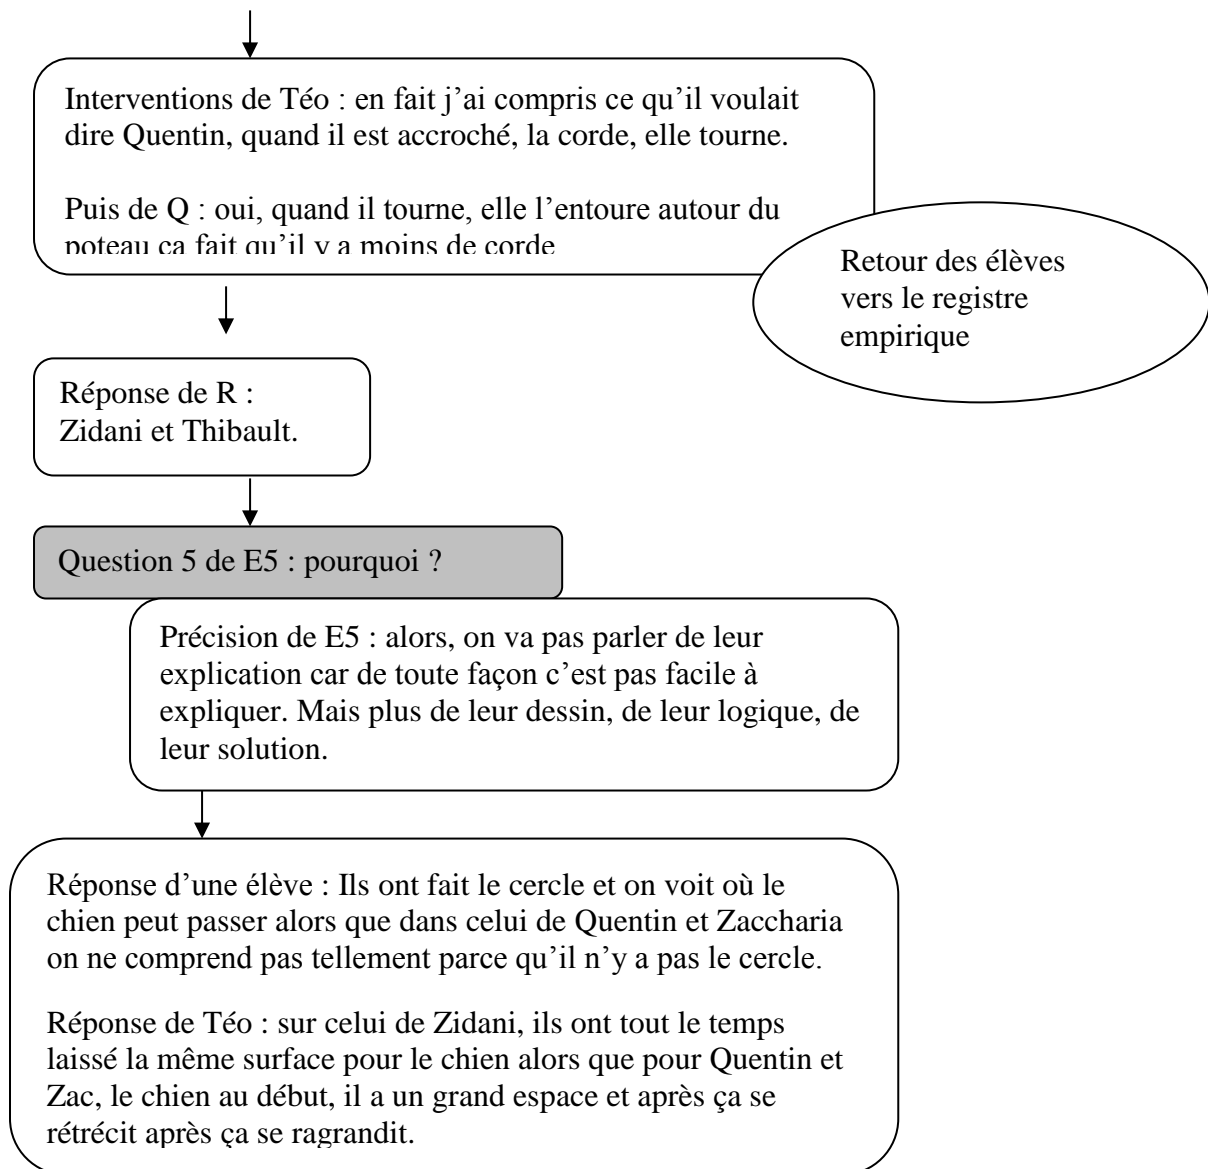 Interventions de Téo : en fait j’ai compris ce qu’il voulait
dire Quentin, quand il est accroché, la corde, elle tourne.
Puis de Q : oui, quand il tourne, elle l’entoure autour du
poteau ça fait qu’il y a moins de corde
Retour des élèves
vers le registre
empirique
Réponse de R :
Zidani et Thibault.
Question 5 de E5 : pourquoi ?
Précision de E5 : alors, on va pas parler de leur
explication car de toute façon c’est pas facile à
expliquer. Mais plus de leur dessin, de leur logique, de
leur solution.
Réponse d’une élève : Ils ont fait le cercle et on voit où le
chien peut passer alors que dans celui de Quentin et Zaccharia
on ne comprend pas tellement parce qu’il n’y a pas le cercle.
Réponse de Téo : sur celui de Zidani, ils ont tout le temps
laissé la même surface pour le chien alors que pour Quentin et
Zac, le chien au début, il a un grand espace et après ça se
rétrécit après ça se ragrandit.